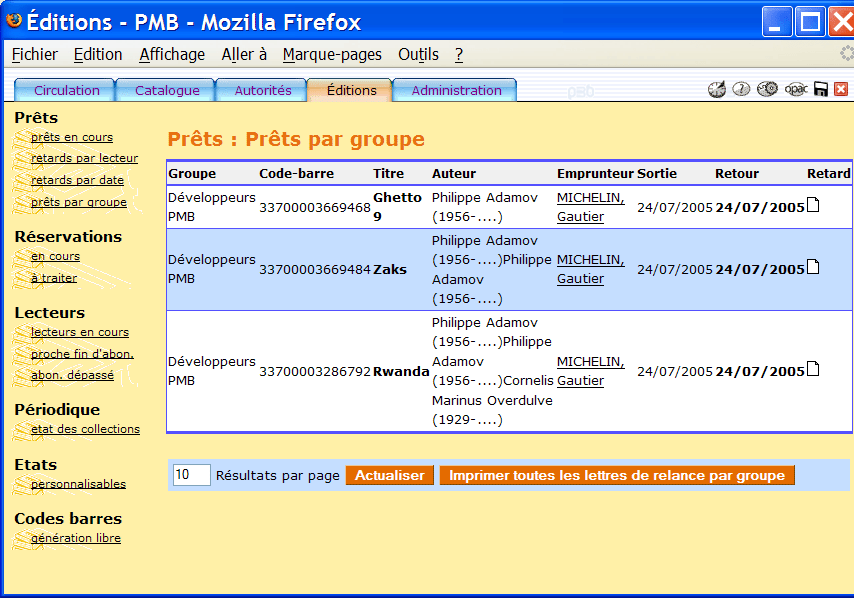 Éditions - PMB - Mozilla Firefox
Fichier Edition Affichage Aller à Marque-pages Outils ?
Circulation Catalogue Autorités Éditions Administration pmb opac
Prêts
prêts en cours
retards par lecteur
retards par date
prêts par groupe
Réservations
en cours
à traiter
Lecteurs
lecteurs en cours
proche fin d'abon.
abon. dépassé
Périodique
etat des collections
Etats
personnalisables
Codes barres
génération libre
Prêts : Prêts par groupe
Groupe Code-barre Titre Auteur Emprunteur Sortie Retour Retard
Développeurs 33700003669468 Ghetto Philippe Adamov MICHELIN, 24/07/2005 24/07/2005
PMB 9 (1956-....) Gautier
Philippe Adamov
Développeurs 33700003669484 Zaks (1956-....)Philippe MICHELIN, 24/07/2005 24/07/2005
PMB Adamov Gautier
(1956-....)
Philippe Adamov
(1956-....)Philippe
Développeurs 33700003286792 Rwanda Adamov MICHELIN, 24/07/2005 24/07/2005
PMB (1956-....)Cornelis Gautier
Marinus Overdulve
(1929-....)
10 Résultats par page Actualiser Imprimer toutes les lettres de relance par groupe